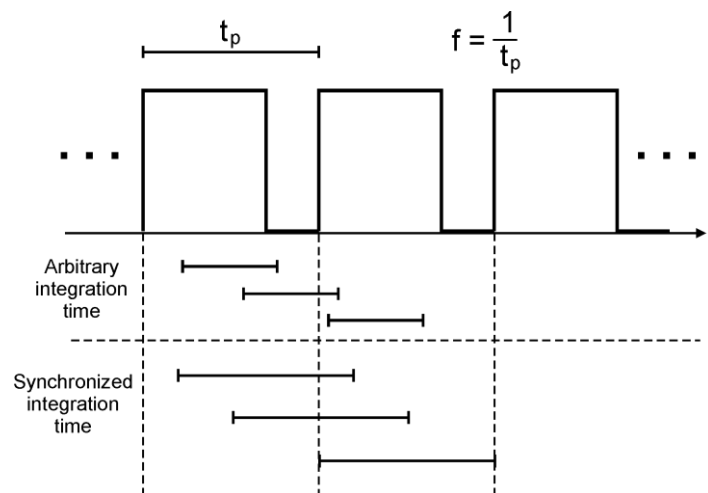 t_p
f = 1/t_p
Arbitrary
integration
time
Synchronized
integration
time